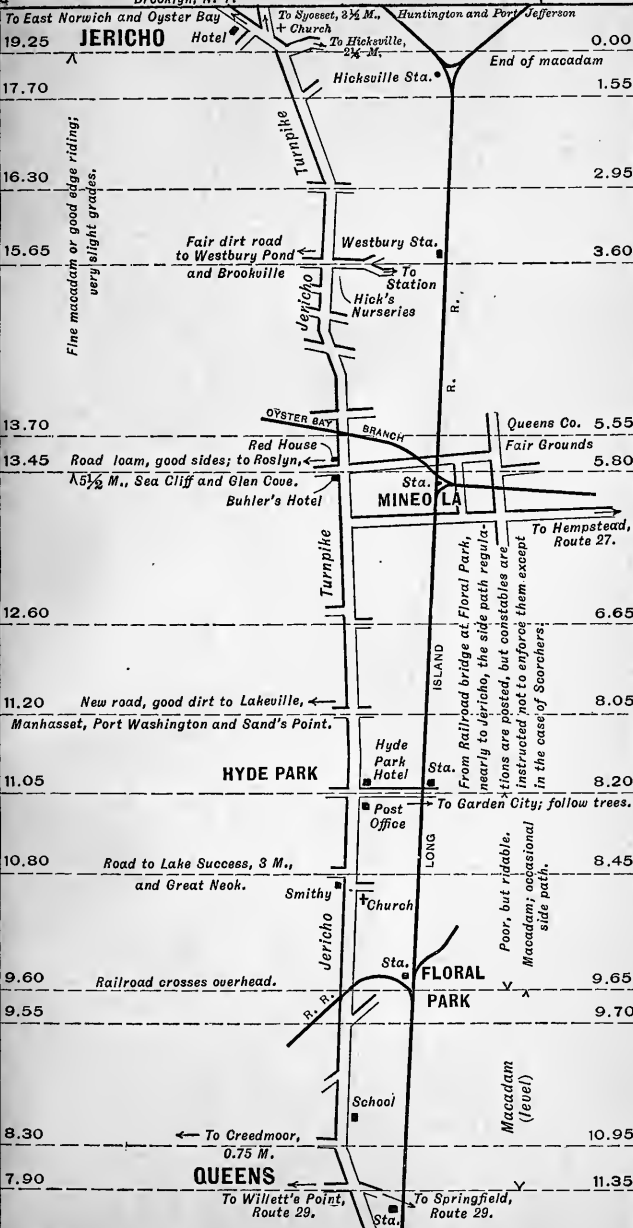 Brooklyn, N. Y.
To East Norwich and Oyster Bay
To Syosset, 3½ M.,
Huntington and Port Jefferson
Hotel
+ Church
19.25
JERICHO
To Hicksville,
2¼ M.
0.00
End of macadam
Hicksville Sta.
17.70
1.55
Turnpike
16.30
2.95
Fine macadam or good edge riding;
very slight grades.
15.65
Fair dirt road
to Westbury Pond
and Brookville
Westbury Sta.
3.60
To
Station
Hick's
Nurseries
Jericho
R. R.
OYSTER BAY BRANCH
13.70
Queens Co.
5.55
Fair Grounds
Red House
13.45
Road loam, good sides; to Roslyn,
5½ M., Sea Cliff and Glen Cove.
5.80
Sta.
MINEOLA
Buhler's Hotel
To Hempstead,
Route 27.
Turnpike
From Railroad bridge at Floral Park,
nearly to Jericho, the side path regula-
tions are posted, but constables are
instructed not to enforce them except
in the case of Scorchers.
12.60
6.65
ISLAND
11.20
New road, good dirt to Lakeville,
8.05
Manhasset, Port Washington and Sand's Point.
HYDE PARK
Hyde
Park
Hotel
Sta.
11.05
8.20
Post
Office
To Garden City; follow trees.
LONG
10.80
Road to Lake Success, 3 M.,
and Great Neck.
8.45
Smithy
+Church
Poor, but ridable.
Macadam; occasional
side path.
Jericho
Sta.
FLORAL
PARK
9.60
Railroad crosses overhead.
9.65
R. R.
9.55
9.70
School
Macadam
(level)
8.30
To Creedmoor,
0.75 M.
10.95
QUEENS
7.90
11.35
To Willett's Point,
Route 29.
To Springfield,
Route 29.
Sta.